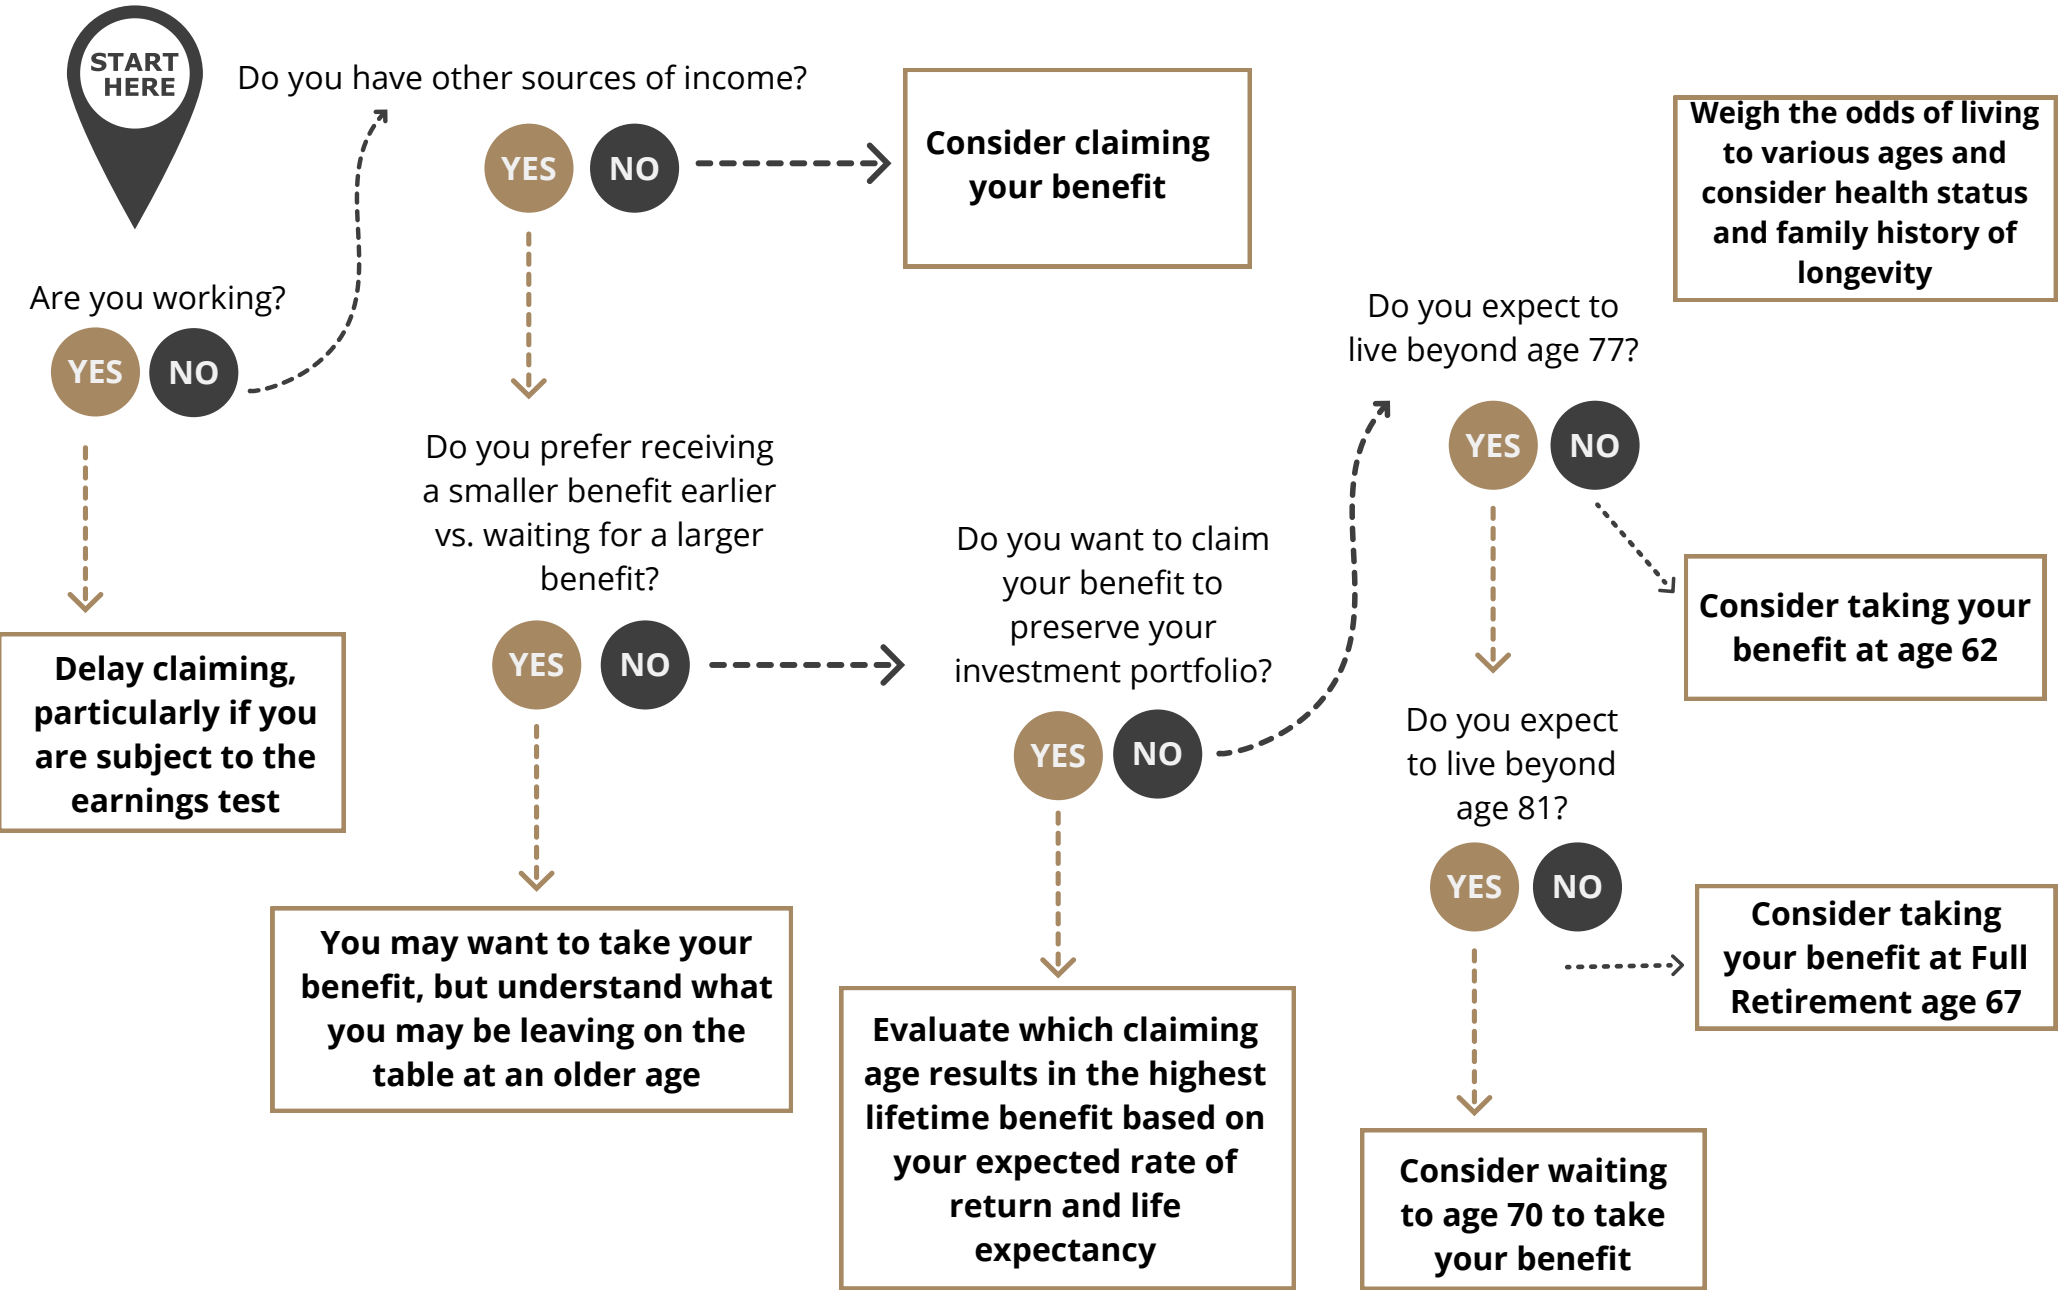 START
HERE
Do you have other sources of income?
YES
NO
Consider claiming
your benefit
Weigh the odds of living
to various ages and
consider health status
and family history of
longevity
Are you working?
YES
NO
Do you expect to
live beyond age 77?
YES
NO
Do you prefer receiving
a smaller benefit earlier
vs. waiting for a larger
benefit?
YES
NO
Do you want to claim
your benefit to
preserve your
investment portfolio?
YES
NO
Consider taking your
benefit at age 62
Delay claiming,
particularly if you
are subject to the
earnings test
Do you expect
to live beyond
age 81?
YES
NO
You may want to take your
benefit, but understand what
you may be leaving on the
table at an older age
Consider taking
your benefit at Full
Retirement age 67
Evaluate which claiming
age results in the highest
lifetime benefit based on
your expected rate of
return and life
expectancy
Consider waiting
to age 70 to take
your benefit